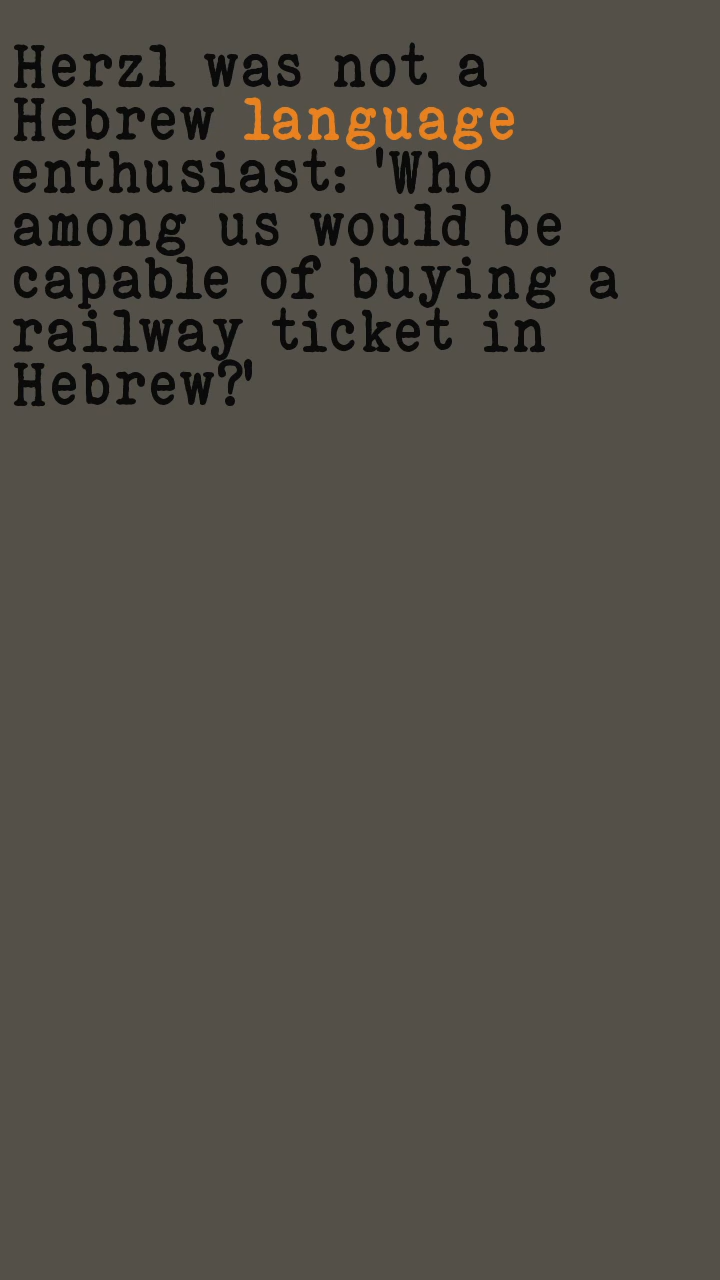 Herzl was not a
Hebrew language
enthusiast: 'Who
among us would be
capable of buying a
railway ticket in
Hebrew?'